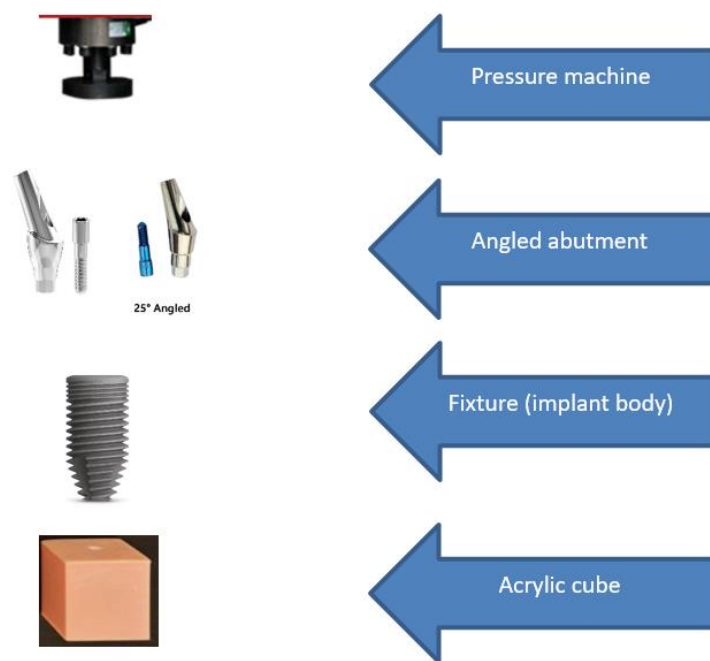 Pressure machine
Angled abutment
25° Angled
Fixture (implant body)
Acrylic cube